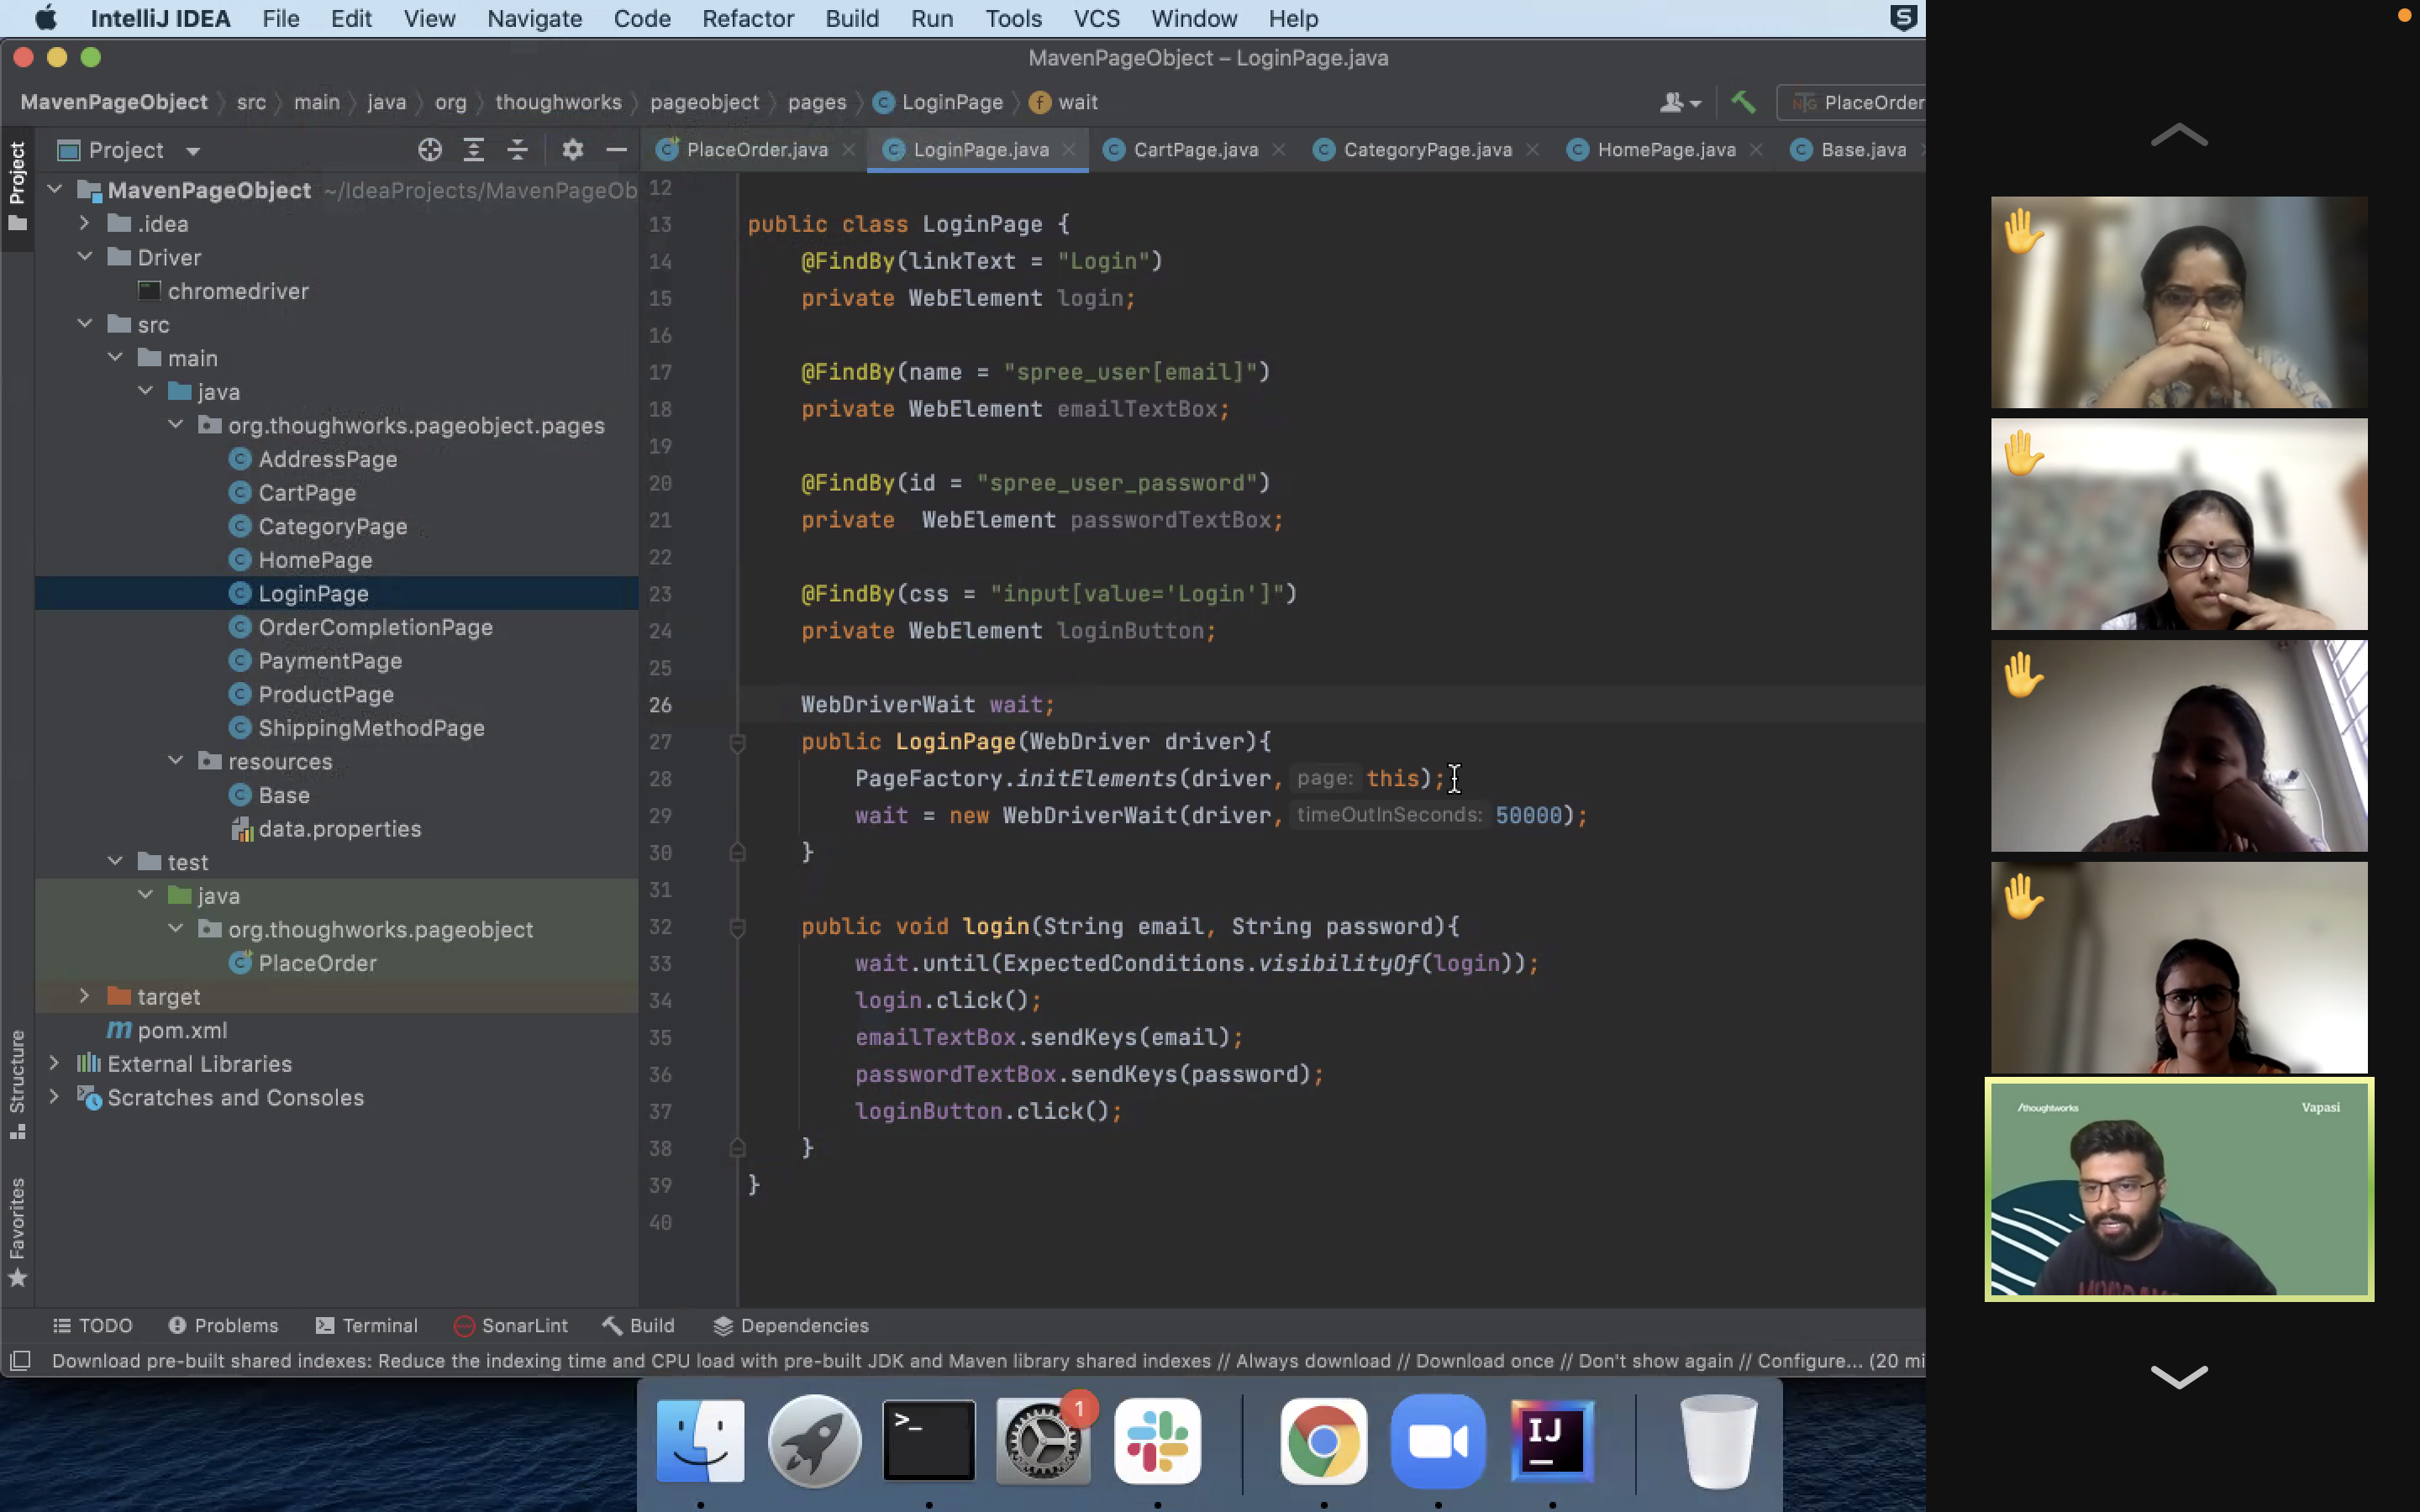 IntelliJ IDEA File Edit View Navigate Code Refactor Build Run Tools VCS Window Help
MavenPageObject – LoginPage.java
MavenPageObject src main java org thoughworks pageobject pages LoginPage wait PlaceOrder
Project
Project
PlaceOrder.java LoginPage.java CartPage.java CategoryPage.java HomePage.java Base.java
MavenPageObject ~/IdeaProjects/MavenPageOb
.idea
Driver
chromedriver
src
main
java
org.thoughworks.pageobject.pages
AddressPage
CartPage
CategoryPage
HomePage
LoginPage
OrderCompletionPage
PaymentPage
ProductPage
ShippingMethodPage
resources
Base
data.properties
test
java
org.thoughworks.pageobject
PlaceOrder
target
pom.xml
External Libraries
Scratches and Consoles
Structure
Favorites
12
13 public class LoginPage {
14 @FindBy(linkText = "Login")
15 private WebElement login;
16
17 @FindBy(name = "spree_user[email]")
18 private WebElement emailTextBox;
19
20 @FindBy(id = "spree_user_password")
21 private  WebElement passwordTextBox;
22
23 @FindBy(css = "input[value='Login']")
24 private WebElement loginButton;
25
26 WebDriverWait wait;
27 public LoginPage(WebDriver driver){
28 PageFactory.initElements(driver, page: this);
29 wait = new WebDriverWait(driver, timeOutInSeconds: 50000);
30 }
31
32 public void login(String email, String password){
33 wait.until(ExpectedConditions.visibilityOf(login));
34 login.click();
35 emailTextBox.sendKeys(email);
36 passwordTextBox.sendKeys(password);
37 loginButton.click();
38 }
39 }
40
TODO Problems Terminal SonarLint Build Dependencies
Download pre-built shared indexes: Reduce the indexing time and CPU load with pre-built JDK and Maven library shared indexes // Always download // Download once // Don't show again // Configure... (20 mi
1
IJ
/thoughtworks Vapasi